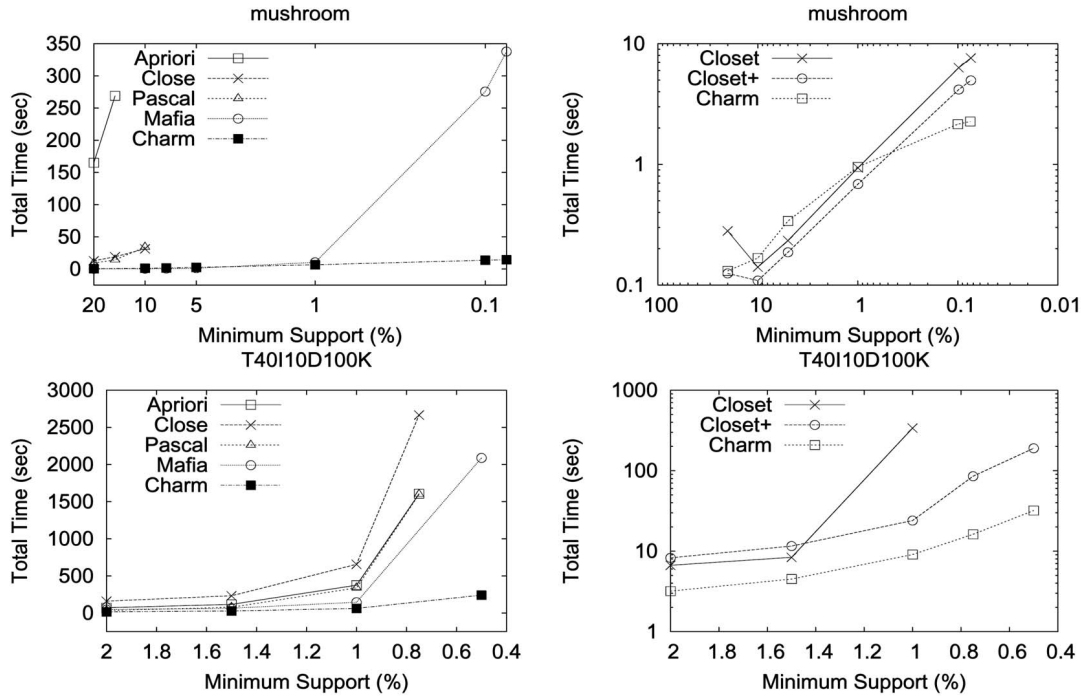 mushroom
350
300
250
200
150
100
50
0
Total Time (sec)
Apriori
Close
Pascal
Mafia
Charm
20
10
5
1
0.1
Minimum Support (%)
mushroom
10
1
0.1
Total Time (sec)
Closet
Closet+
Charm
100
10
1
0.1
0.01
Minimum Support (%)
T40I10D100K
3000
2500
2000
1500
1000
500
0
Total Time (sec)
Apriori
Close
Pascal
Mafia
Charm
2
1.8
1.6
1.4
1.2
1
0.8
0.6
0.4
Minimum Support (%)
T40I10D100K
1000
100
10
1
Total Time (sec)
Closet
Closet+
Charm
2
1.8
1.6
1.4
1.2
1
0.8
0.6
0.4
Minimum Support (%)